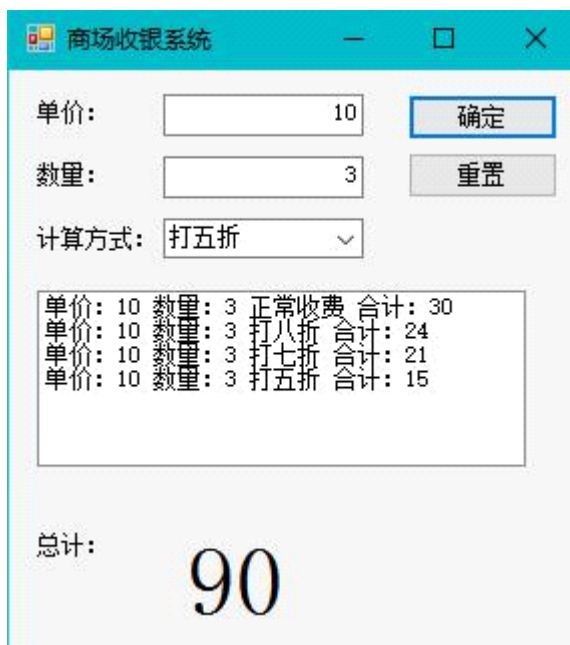 商场收银系统
单价： 10 确定
数量： 3 重置
计算方式： 打五折
单价：10 数量：3 正常收费 合计：30
单价：10 数量：3 打八折 合计：24
单价：10 数量：3 打七折 合计：21
单价：10 数量：3 打五折 合计：15
总计： 90